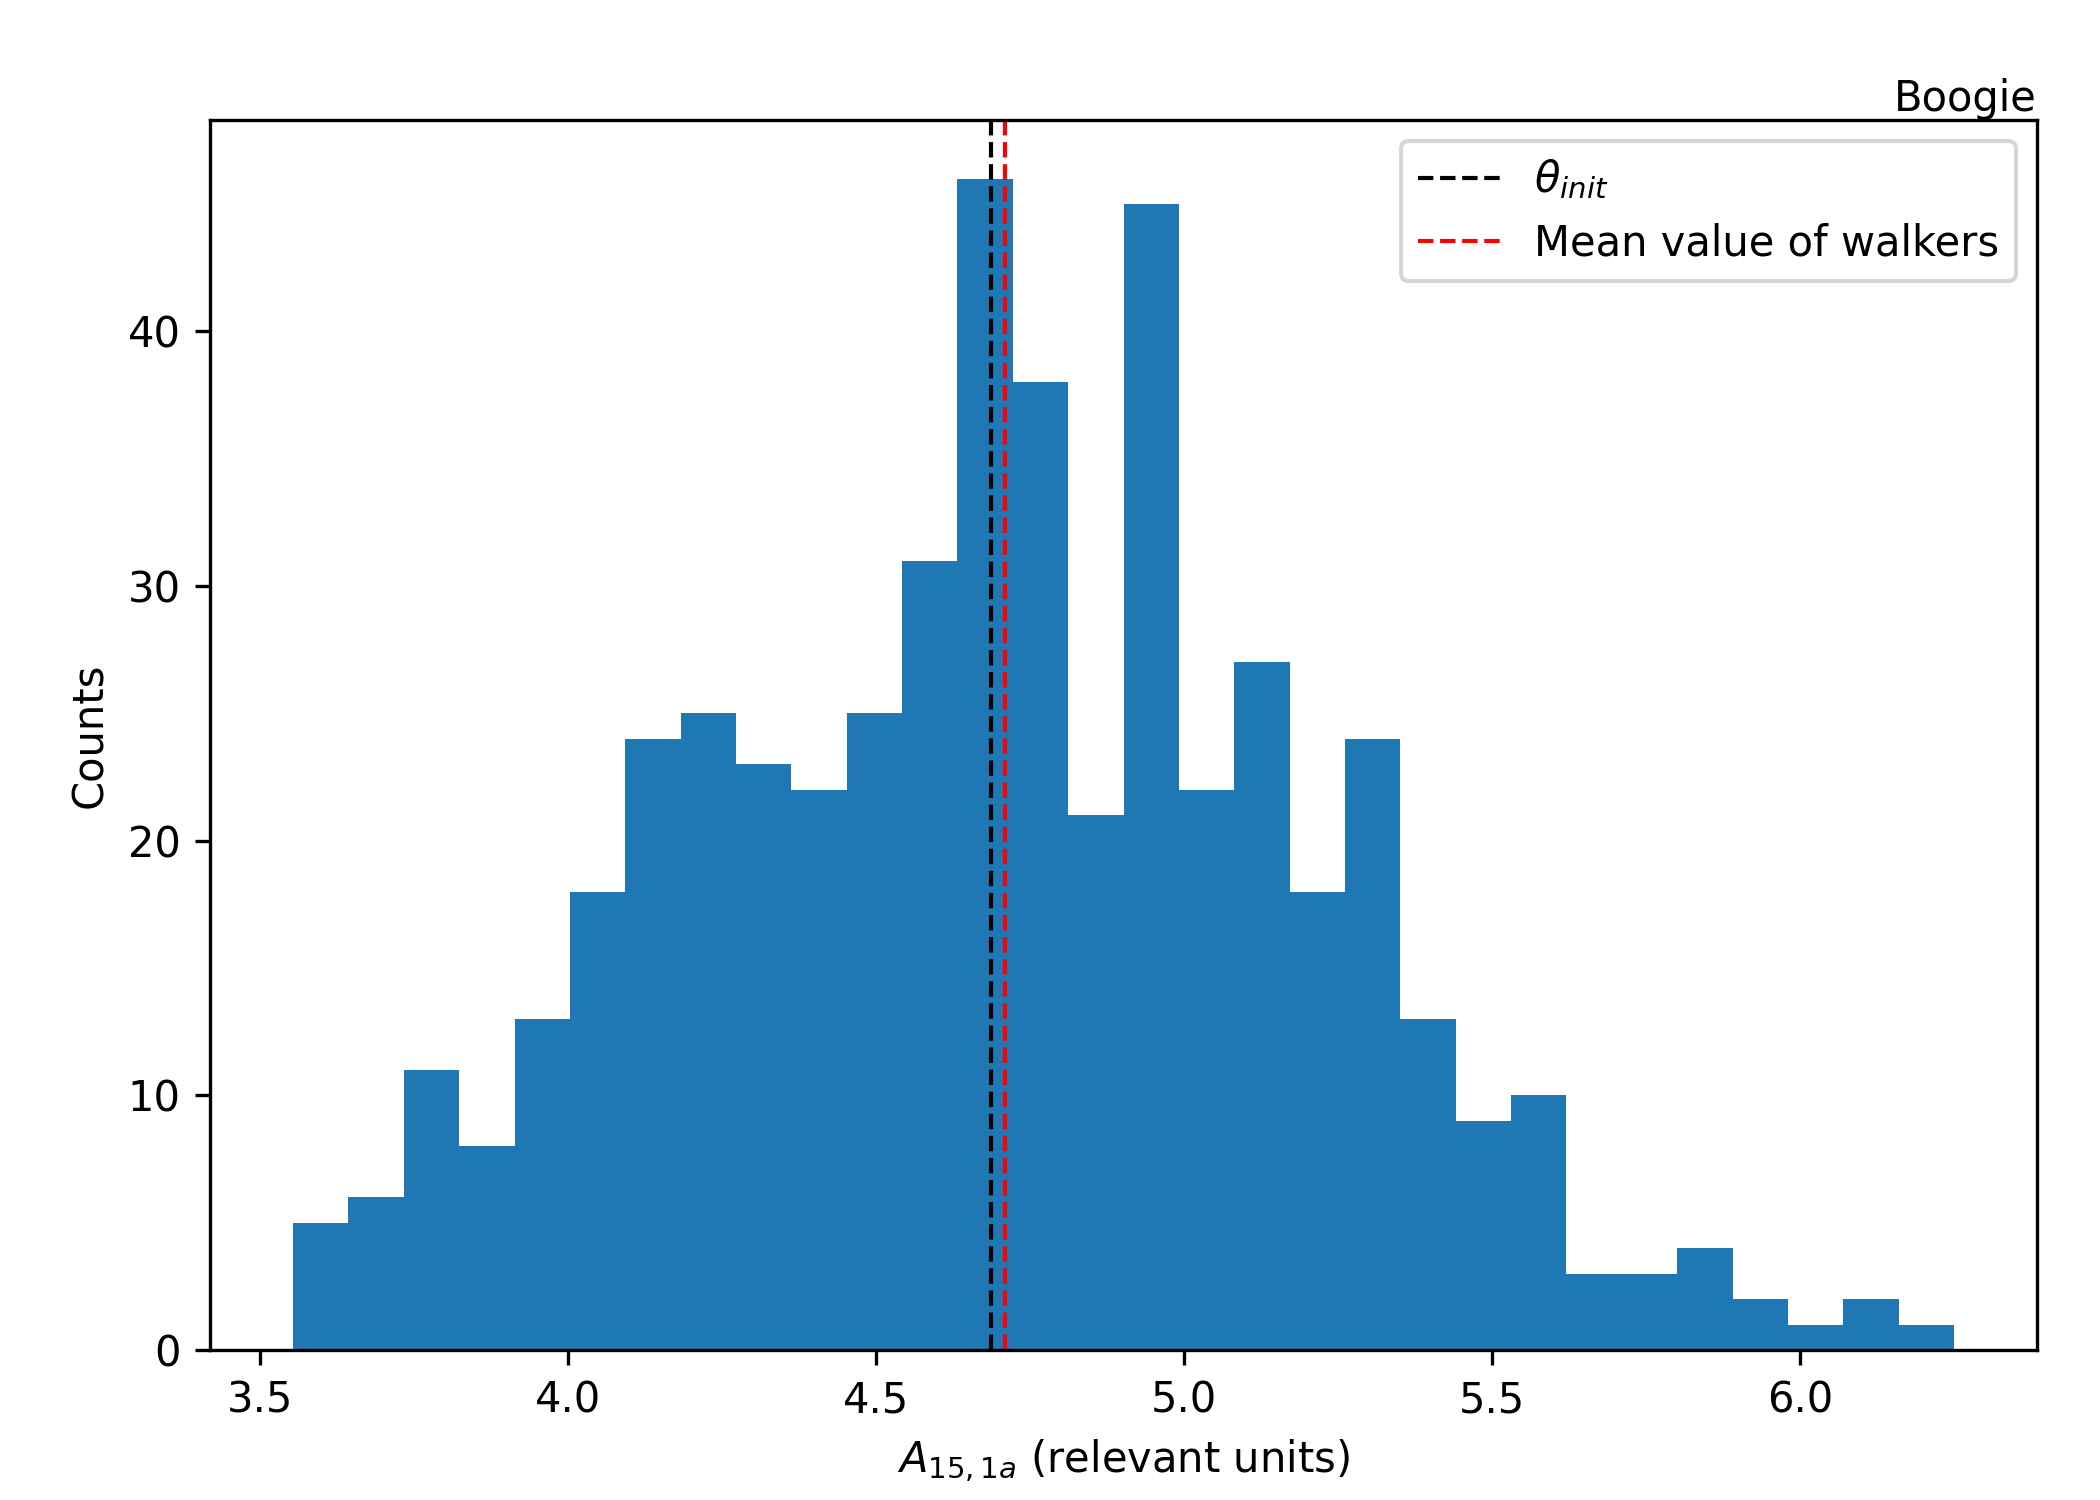 Boogie
θinit
Mean value of walkers
40
30
20
10
0
Counts
3.5 4.0 4.5 5.0 5.5 6.0
A15, 1a (relevant units)